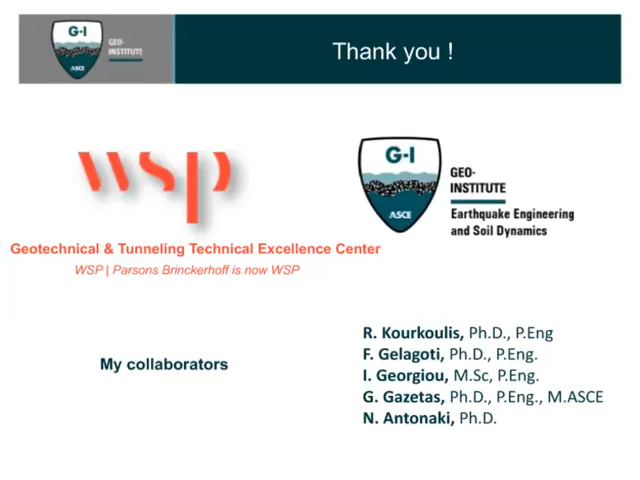 G-I
GEO-
INSTITUTE
ASCE
Thank you !
wsp
Geotechnical & Tunneling Technical Excellence Center
WSP | Parsons Brinckerhoff is now WSP
G-I
ASCE
GEO-
INSTITUTE
Earthquake Engineering
and Soil Dynamics
My collaborators
R. Kourkoulis, Ph.D., P.Eng
F. Gelagoti, Ph.D., P.Eng.
I. Georgiou, M.Sc, P.Eng.
G. Gazetas, Ph.D., P.Eng., M.ASCE
N. Antonaki, Ph.D.